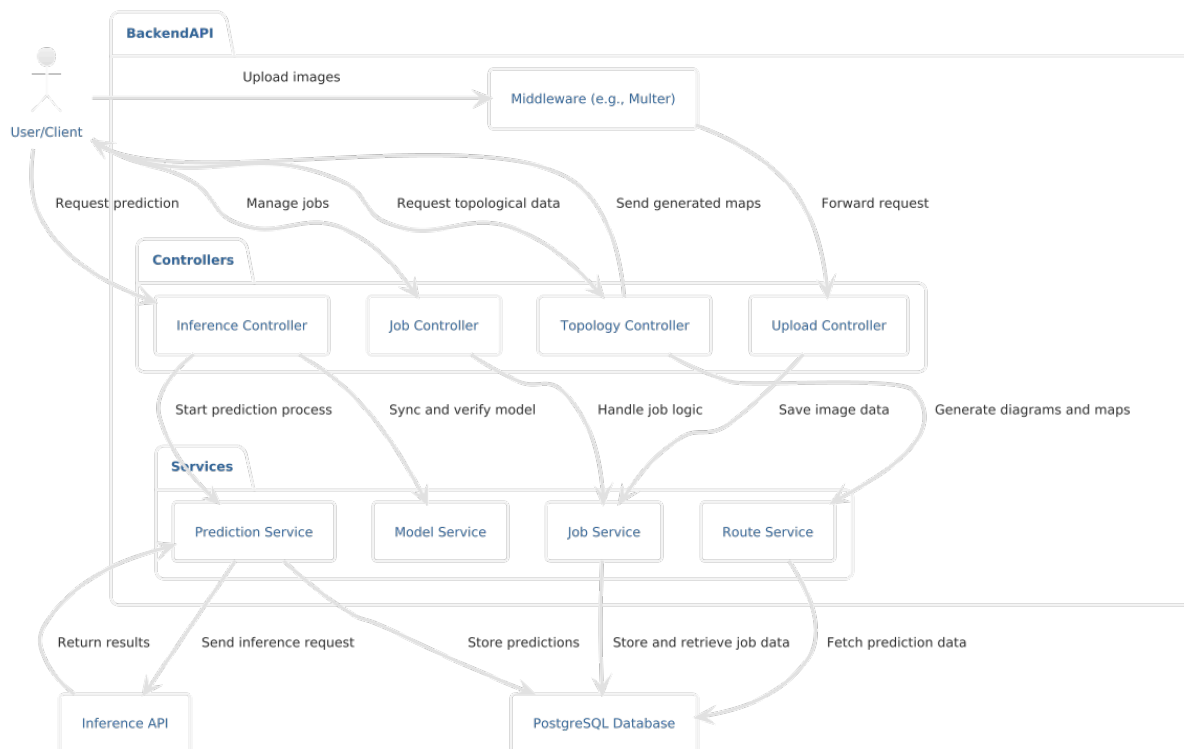 BackendAPI
Upload images
Middleware (e.g., Multer)
User/Client
Request prediction
Manage jobs
Request topological data
Send generated maps
Forward request
Controllers
Inference Controller
Job Controller
Topology Controller
Upload Controller
Start prediction process
Sync and verify model
Handle job logic
Save image data
Generate diagrams and maps
Services
Prediction Service
Model Service
Job Service
Route Service
Return results
Send inference request
Store predictions
Store and retrieve job data
Fetch prediction data
Inference API
PostgreSQL Database